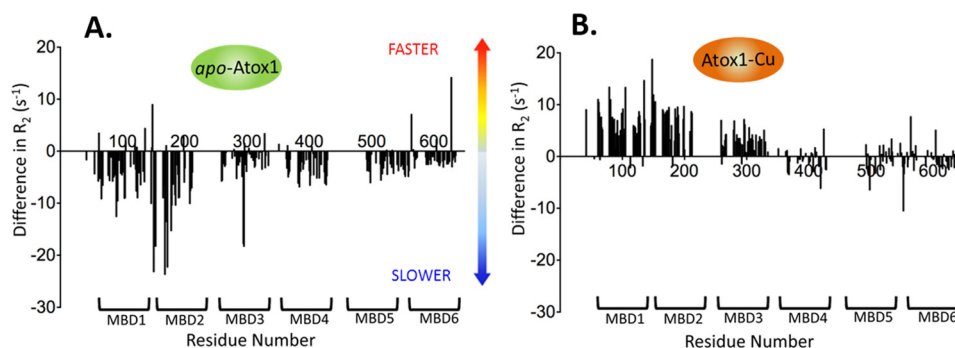 A.
apo-Atox1
FASTER
Difference in R2 (s-1)
20
10
0
-10
-20
-30
100 200 300 400 500 600
SLOWER
MBD1 MBD2 MBD3 MBD4 MBD5 MBD6
Residue Number
B.
Atox1-Cu
Difference in R2 (s-1)
20
10
0
-10
-20
-30
100 200 300 400 500 600
MBD1 MBD2 MBD3 MBD4 MBD5 MBD6
Residue Number